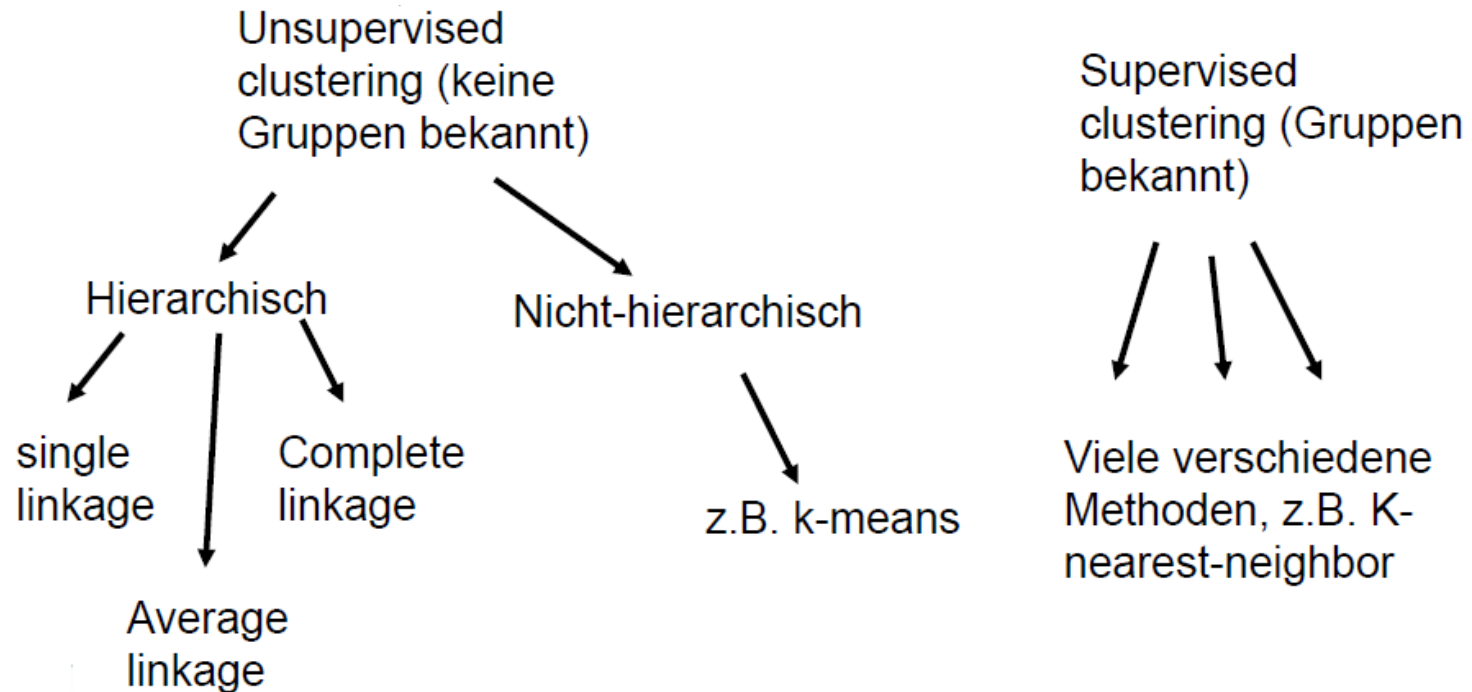 Unsupervised
clustering (keine
Gruppen bekannt)
Supervised
clustering (Gruppen
bekannt)
Hierarchisch
Nicht-hierarchisch
single
linkage
Complete
linkage
Average
linkage
z.B. k-means
Viele verschiedene
Methoden, z.B. K-
nearest-neighbor